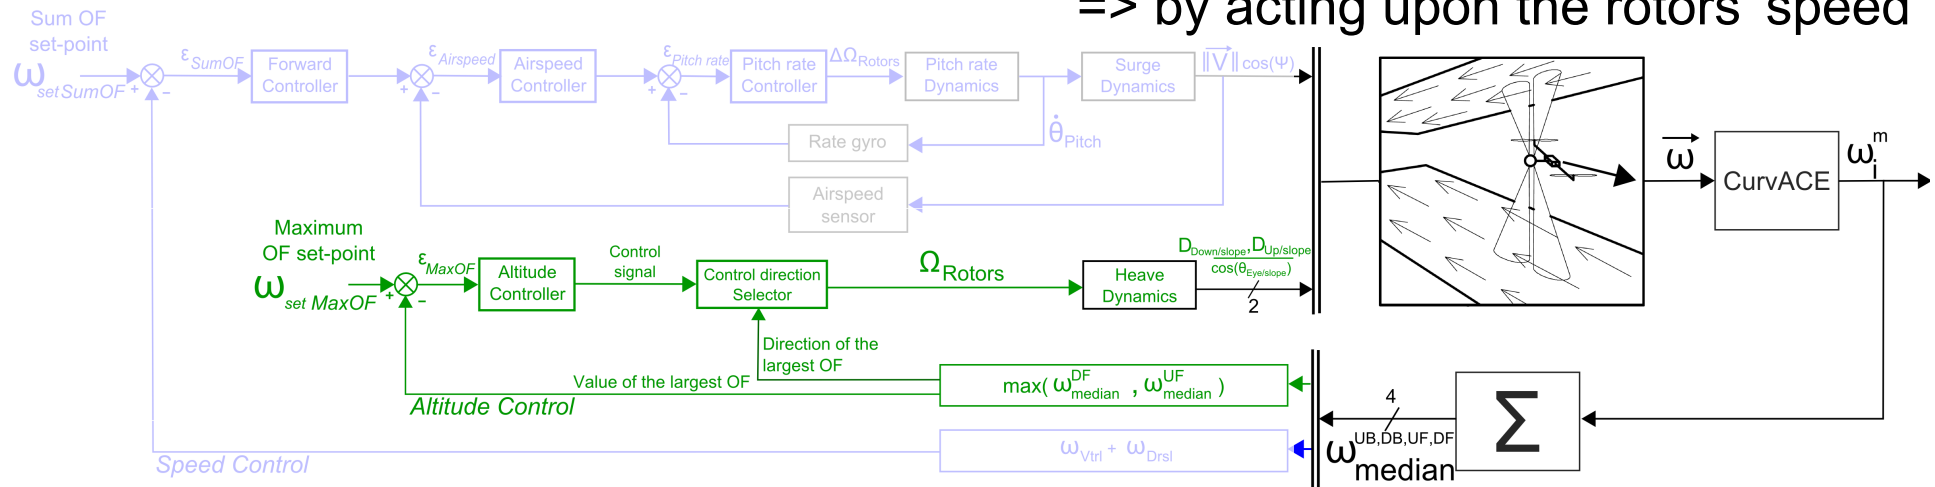 => by acting upon the rotors' speed
Sum OF
set-point
ω setSumOF
+
−
ε SumOF
Forward
Controller
+
−
ε Airspeed
Airspeed
Controller
+
−
ε Pitch rate
Pitch rate
Controller
ΔΩ Rotors
Pitch rate
Dynamics
Surge
Dynamics
||V|| cos(Ψ)
θ̇ Pitch
Rate gyro
Airspeed
sensor
ω
CurvACE
ω i m
Maximum
OF set-point
ω set MaxOF
+
−
ε MaxOF
Altitude
Controller
Control
signal
Control direction
Selector
Ω Rotors
Heave
Dynamics
D Down/slope, D Up/slope
cos(θ Eye/slope)
2
Direction of the
largest OF
Value of the largest OF
Altitude Control
max( ω median DF , ω median UF )
4
ω median UB,DB,UF,DF
Σ
Speed Control
ω Vtrl + ω Drsl